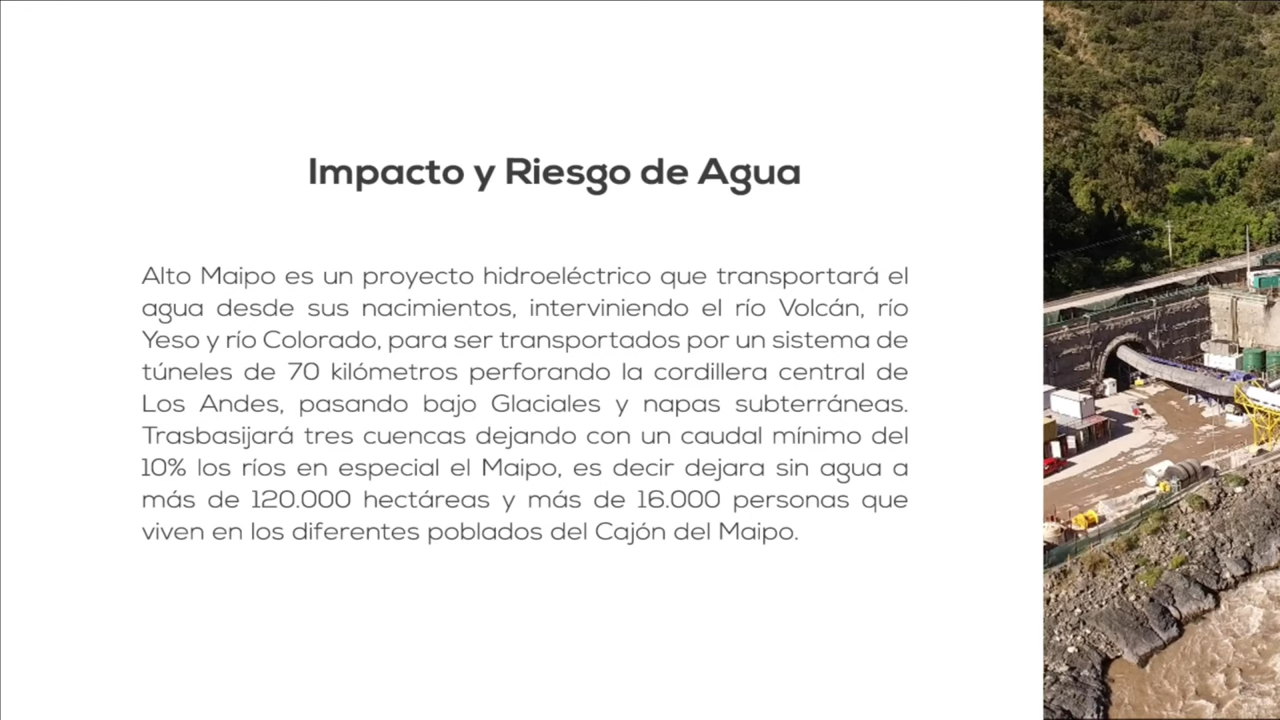 Impacto y Riesgo de Agua
Alto Maipo es un proyecto hidroeléctrico que transportará el
agua desde sus nacimientos, interviniendo el río Volcán, río
Yeso y río Colorado, para ser transportados por un sistema de
túneles de 70 kilómetros perforando la cordillera central de
Los Andes, pasando bajo Glaciales y napas subterráneas.
Trasbasijará tres cuencas dejando con un caudal mínimo del
10% los ríos en especial el Maipo, es decir dejara sin agua a
más de 120.000 hectáreas y más de 16.000 personas que
viven en los diferentes poblados del Cajón del Maipo.